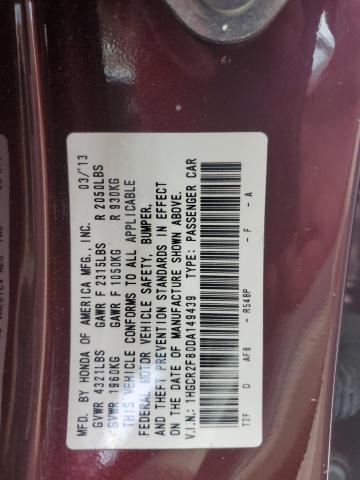 MFD. BY HONDA OF AMERICA MFG., INC. 03/'13
GVWR 4321LBS GAWR F 2315LBS R 2050LBS
GVWR 1960KG GAWR F 1050KG R 930KG
THIS VEHICLE CONFORMS TO ALL APPLICABLE
FEDERAL MOTOR VEHICLE SAFETY, BUMPER,
AND THEFT PREVENTION STANDARDS IN EFFECT
ON THE DATE OF MANUFACTURE SHOWN ABOVE.
V.I.N.: 1HGCR2F80DA149439 TYPE: PASSENGER CAR
T2F D AF8 - R548P - F - A